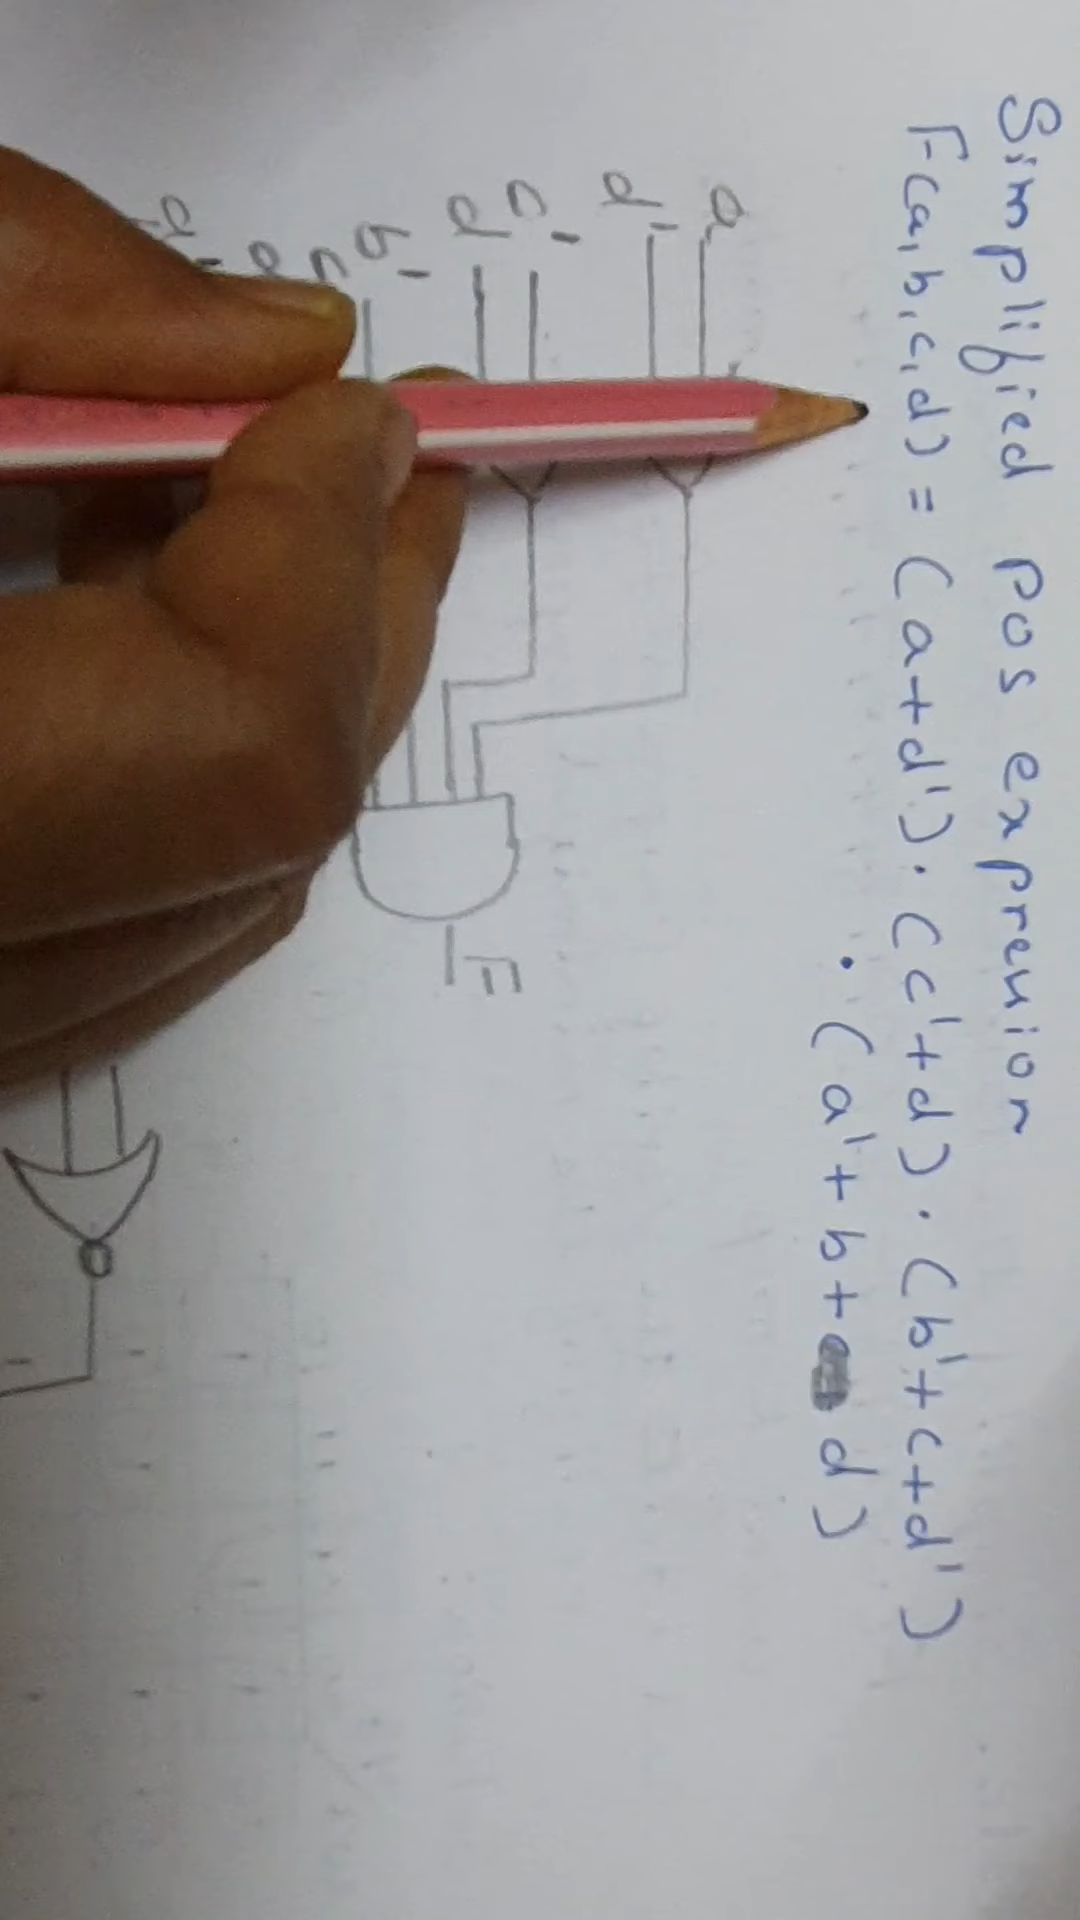 Simplified Pos expression
F(a,b,c,d) = (a+d').(c'+d).(b'+c+d')
.(a'+b+d)
a
d'
c'
d
b'
c
F